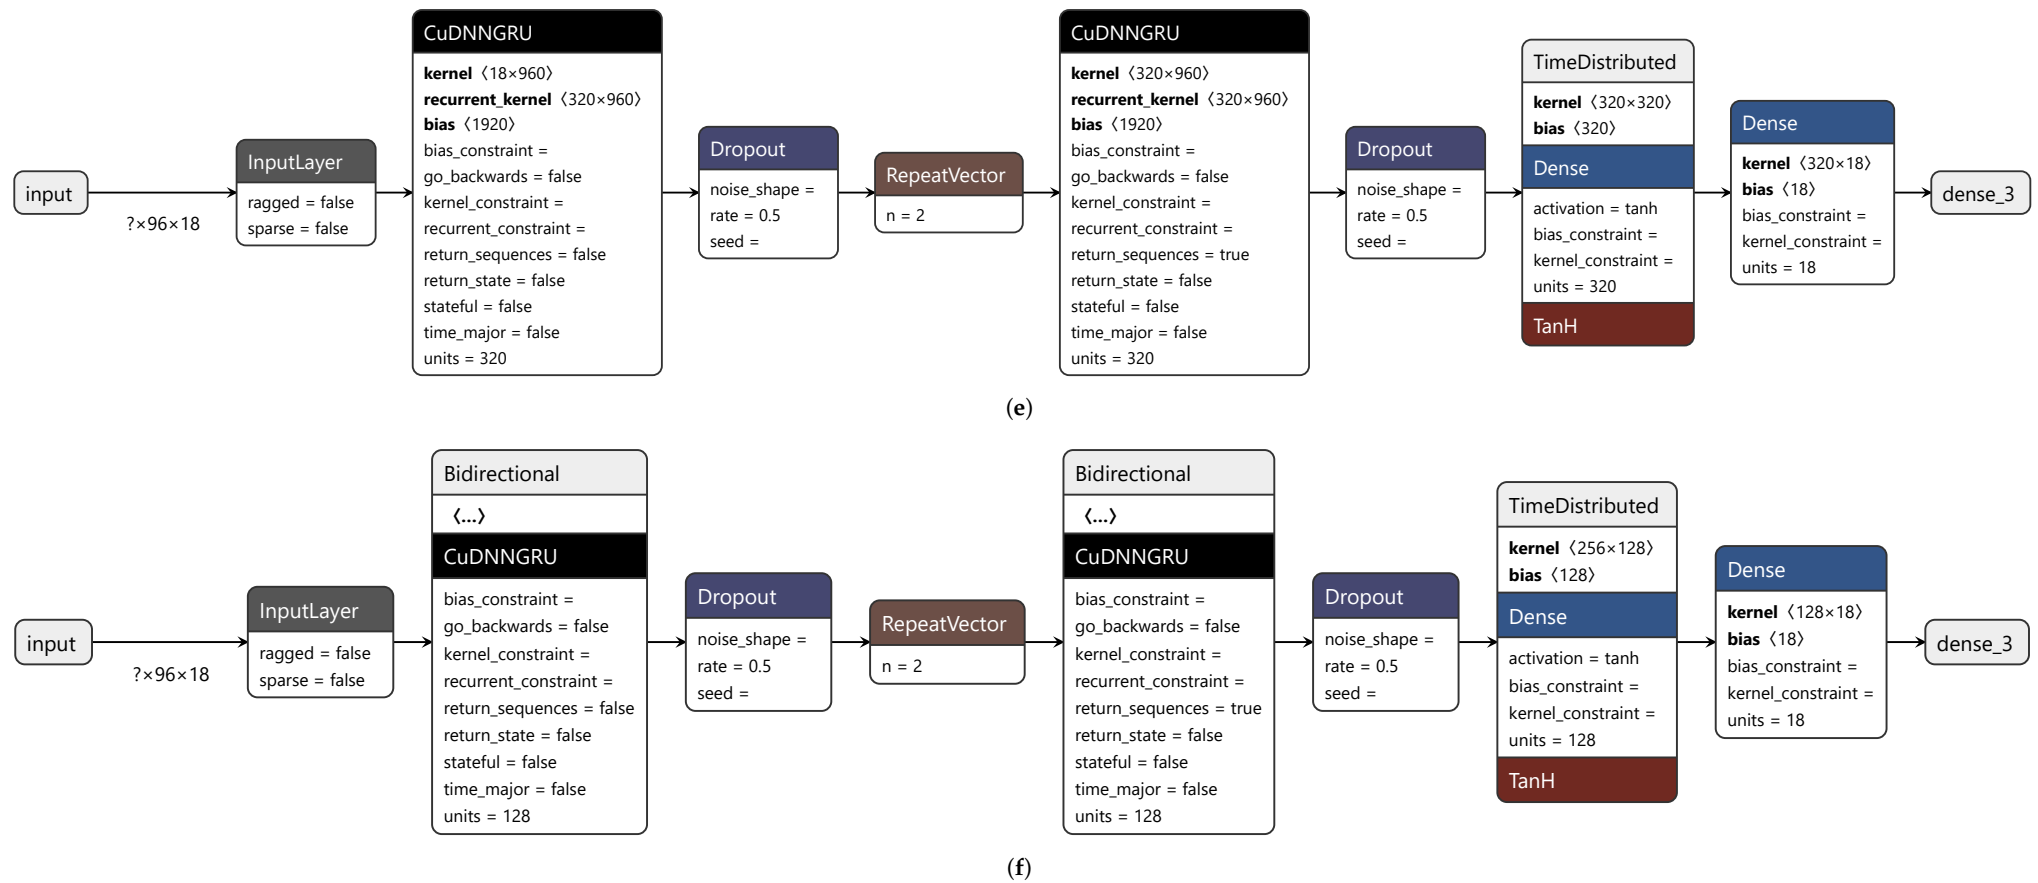 input
?×96×18
InputLayer
ragged = false
sparse = false
CuDNNGRU
kernel 〈18×960〉
recurrent_kernel 〈320×960〉
bias 〈1920〉
bias_constraint =
go_backwards = false
kernel_constraint =
recurrent_constraint =
return_sequences = false
return_state = false
stateful = false
time_major = false
units = 320
Dropout
noise_shape =
rate = 0.5
seed =
RepeatVector
n = 2
CuDNNGRU
kernel 〈320×960〉
recurrent_kernel 〈320×960〉
bias 〈1920〉
bias_constraint =
go_backwards = false
kernel_constraint =
recurrent_constraint =
return_sequences = true
return_state = false
stateful = false
time_major = false
units = 320
Dropout
noise_shape =
rate = 0.5
seed =
TimeDistributed
kernel 〈320×320〉
bias 〈320〉
Dense
activation = tanh
bias_constraint =
kernel_constraint =
units = 320
TanH
Dense
kernel 〈320×18〉
bias 〈18〉
bias_constraint =
kernel_constraint =
units = 18
dense_3
(e)
input
?×96×18
InputLayer
ragged = false
sparse = false
Bidirectional
〈...〉
CuDNNGRU
bias_constraint =
go_backwards = false
kernel_constraint =
recurrent_constraint =
return_sequences = false
return_state = false
stateful = false
time_major = false
units = 128
Dropout
noise_shape =
rate = 0.5
seed =
RepeatVector
n = 2
Bidirectional
〈...〉
CuDNNGRU
bias_constraint =
go_backwards = false
kernel_constraint =
recurrent_constraint =
return_sequences = true
return_state = false
stateful = false
time_major = false
units = 128
Dropout
noise_shape =
rate = 0.5
seed =
TimeDistributed
kernel 〈256×128〉
bias 〈128〉
Dense
activation = tanh
bias_constraint =
kernel_constraint =
units = 128
TanH
Dense
kernel 〈128×18〉
bias 〈18〉
bias_constraint =
kernel_constraint =
units = 18
dense_3
(f)